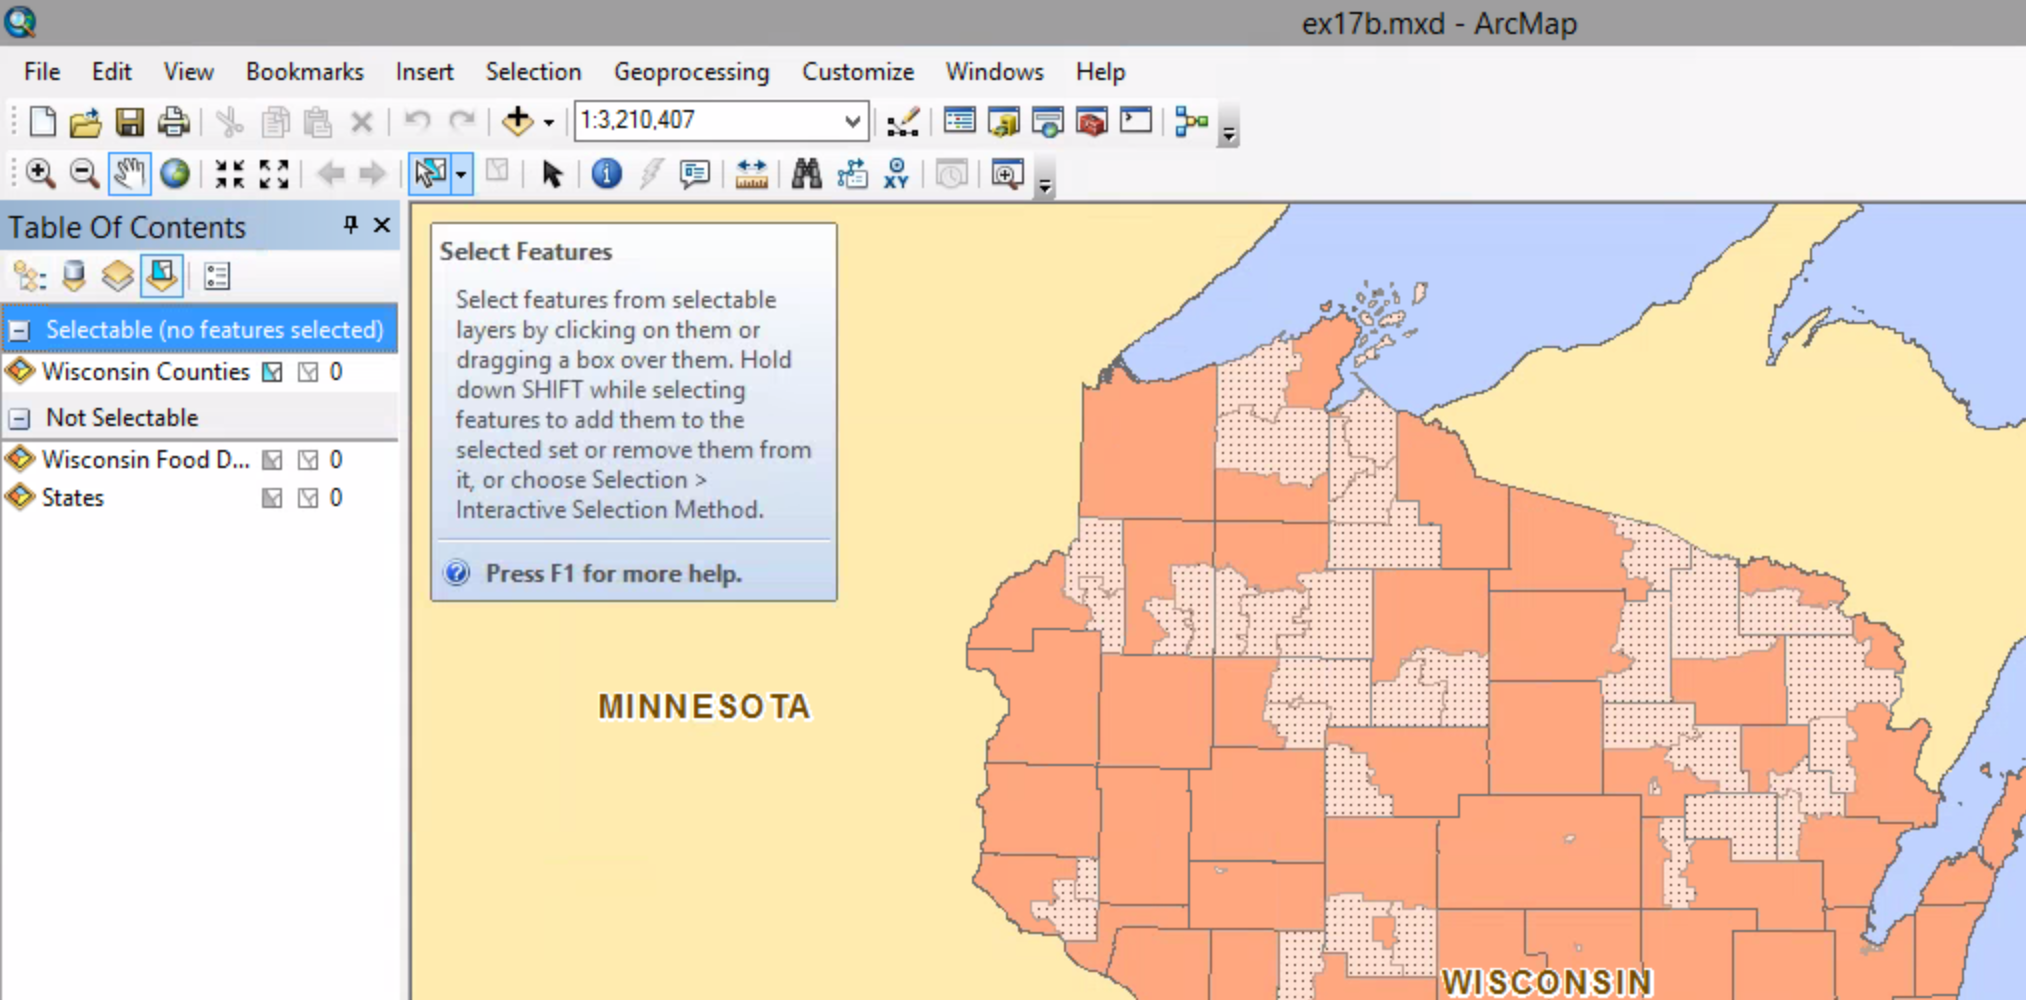 ex17b.mxd - ArcMap
File Edit View Bookmarks Insert Selection Geoprocessing Customize Windows Help
1:3,210,407
XY
Table Of Contents
Selectable (no features selected)
Wisconsin Counties 0
Not Selectable
Wisconsin Food D... 0
States 0
Select Features
Select features from selectable
layers by clicking on them or
dragging a box over them. Hold
down SHIFT while selecting
features to add them to the
selected set or remove them from
it, or choose Selection >
Interactive Selection Method.
Press F1 for more help.
MINNESOTA
WISCONSIN